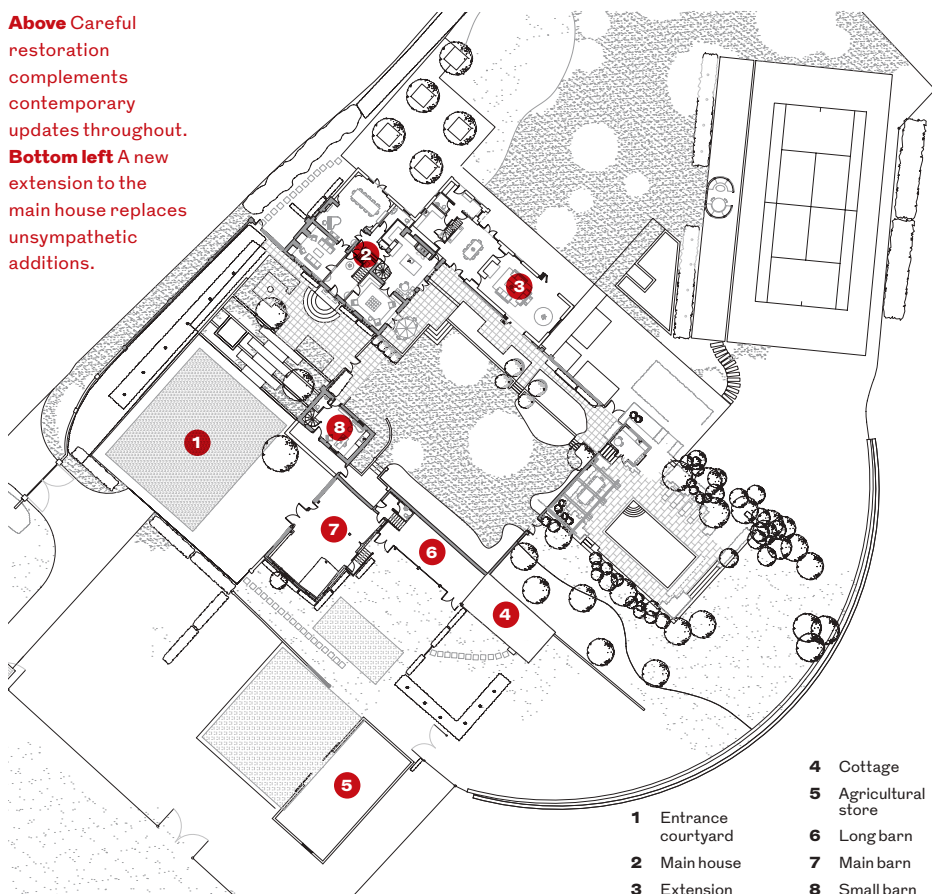 Above Careful
restoration
complements
contemporary
updates throughout.
Bottom left A new
extension to the
main house replaces
unsympathetic
additions.
2
3
1
8
7
6
4
5
1 Entrance
courtyard
2 Main house
3 Extension
4 Cottage
5 Agricultural
store
6 Long barn
7 Main barn
8 Small barn